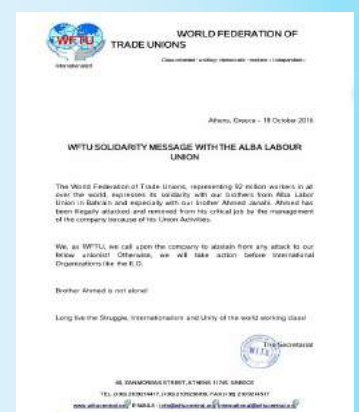 WFTU
WORLD FEDERATION OF
TRADE UNIONS
Athens, Greece – 18 October 2016
WFTU SOLIDARITY MESSAGE WITH THE ALBA LABOUR
UNION
The World Federation of Trade Unions, representing 92 million workers in all
over the world, expresses its solidarity with our brothers from Alba Labor
Union in Bahrain and especially with our brother Ahmed Janahi. Ahmed has
been illegally attacked and removed from his critical job by the management
of the company because of his Union Activities.
We, as WFTU, we call upon the company to abstain from any attack to our
fellow unionist! Otherwise, we will take action before International
Organizations like the ILO.
Brother Ahmed is not alone!
Long live the Struggle, Internationalism and Unity of the world working class!
The Secretariat
WFTU
40, ZAHMONIAS STREET, ATHENS 11745 GREECE